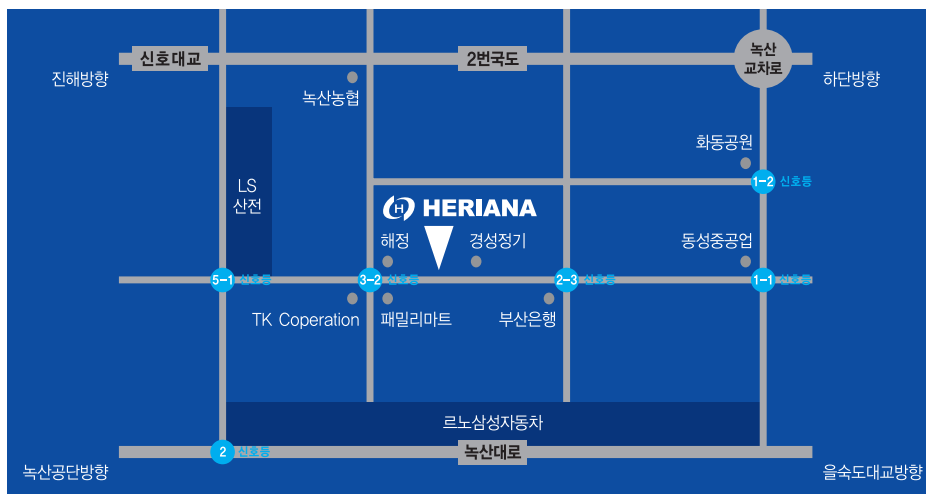 신호대교
2번국도
녹산
교차로
진해방향
하단방향
녹산농협
화동공원
1-2 신호등
LS
산전
H HERIANA
해정
경성정기
동성중공업
5-1 신호등
3-2 신호등
2-3 신호등
1-1 신호등
TK Coperation
패밀리마트
부산은행
르노삼성자동차
2 신호등
녹산대로
녹산공단방향
을숙도대교방향